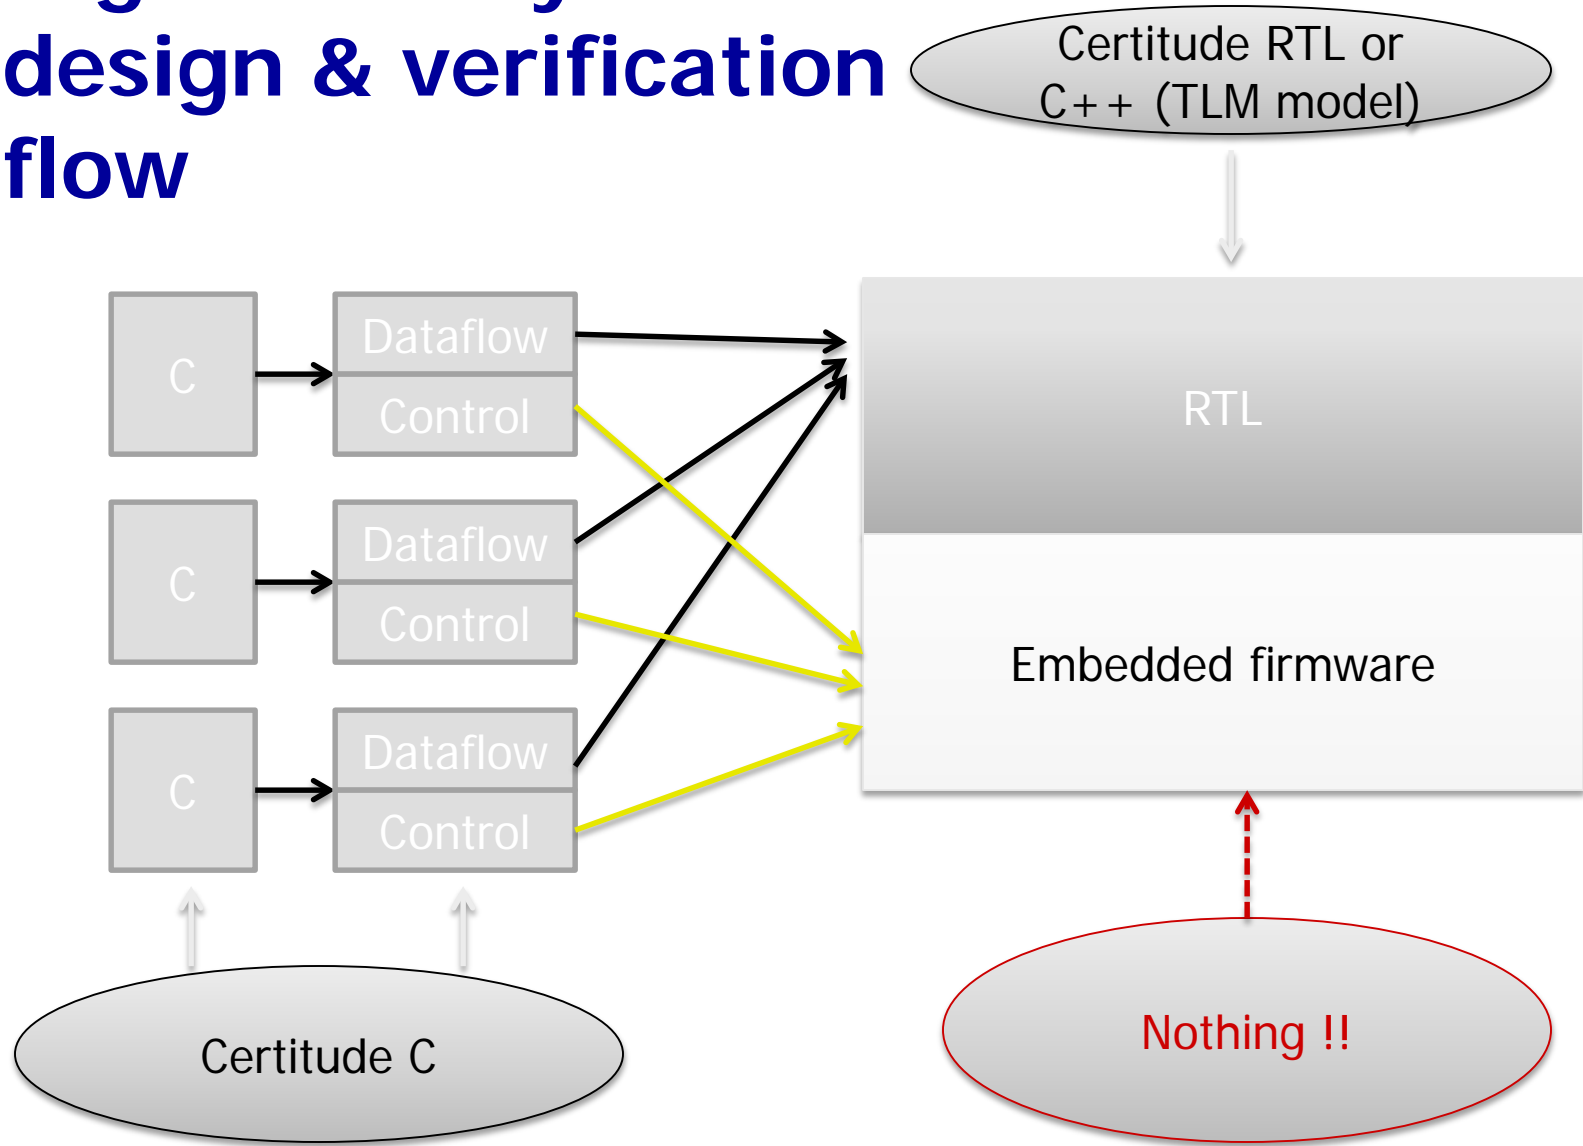 design & verification
flow
Certitude RTL or
C++ (TLM model)
C
Dataflow
Control
C
Dataflow
Control
C
Dataflow
Control
RTL
Embedded firmware
Certitude C
Nothing !!